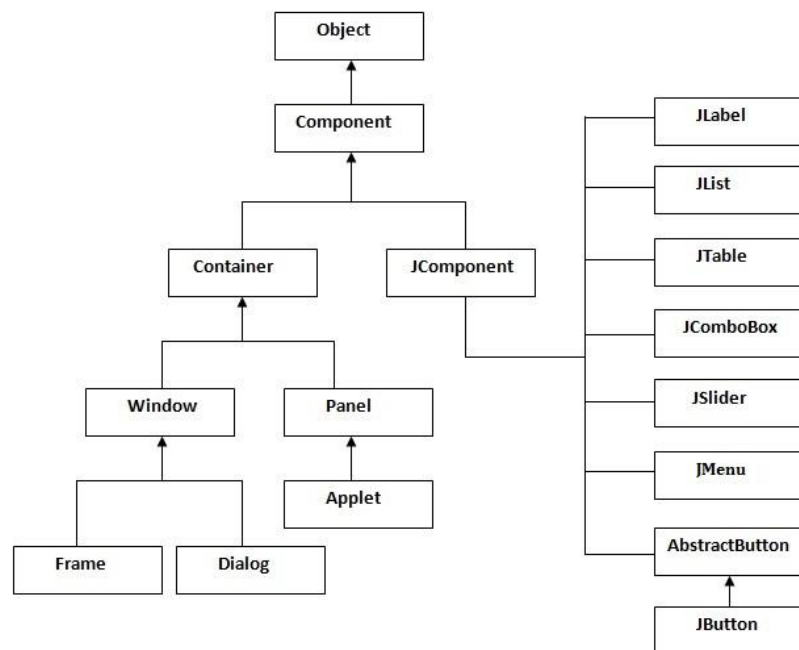 Object
Component
Container
JComponent
Window
Panel
Applet
Frame
Dialog
JLabel
JList
JTable
JComboBox
JSlider
JMenu
AbstractButton
JButton